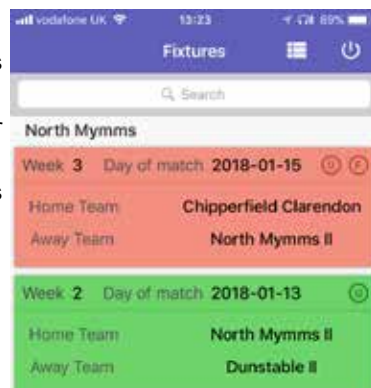 vodafone UK 13:23 69%
Fixtures
Search
North Mymms
Week 3 Day of match 2018-01-15
Home Team Chipperfield Clarendon
Away Team North Mymms II
Week 2 Day of match 2018-01-13
Home Team North Mymms II
Away Team Dunstable II